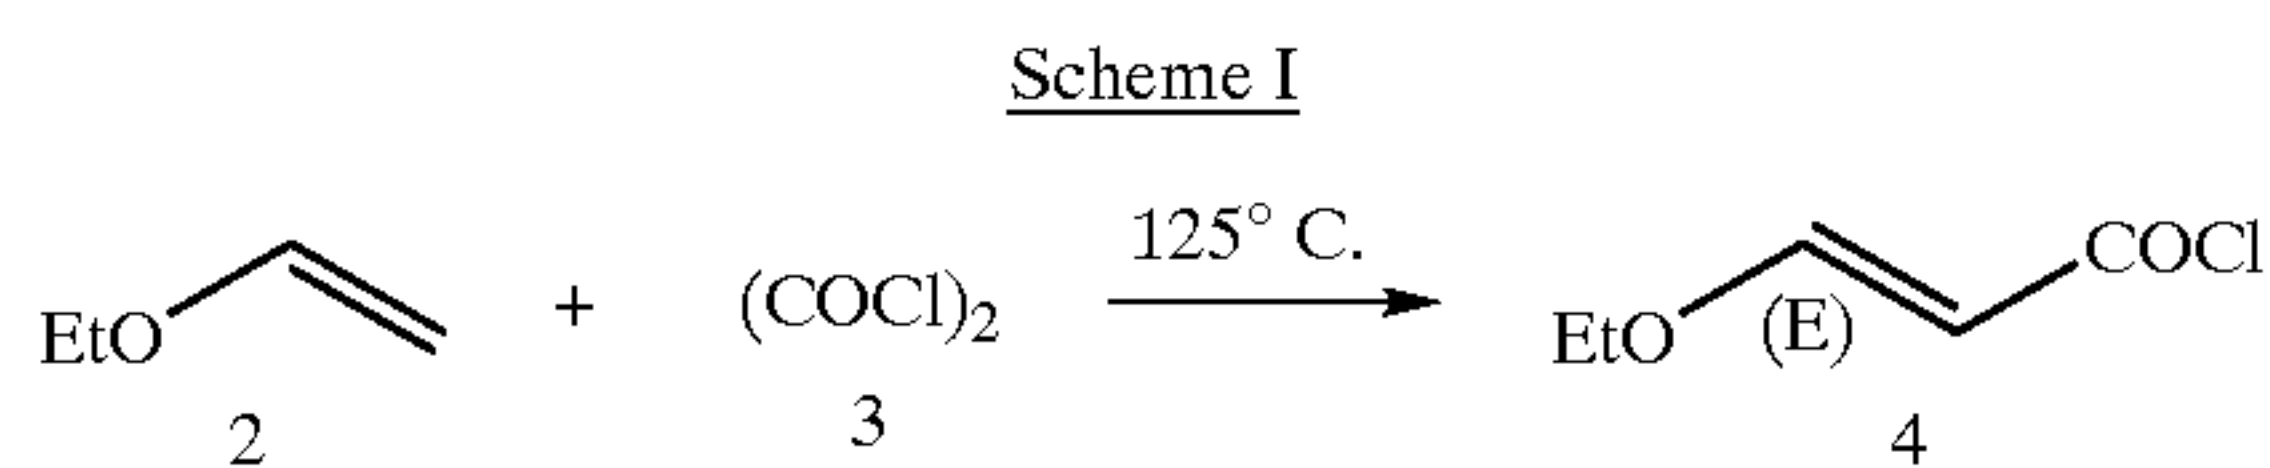 Scheme I
125° C.
EtO + (COCl)₂ EtO (E) COCl
2 3 4